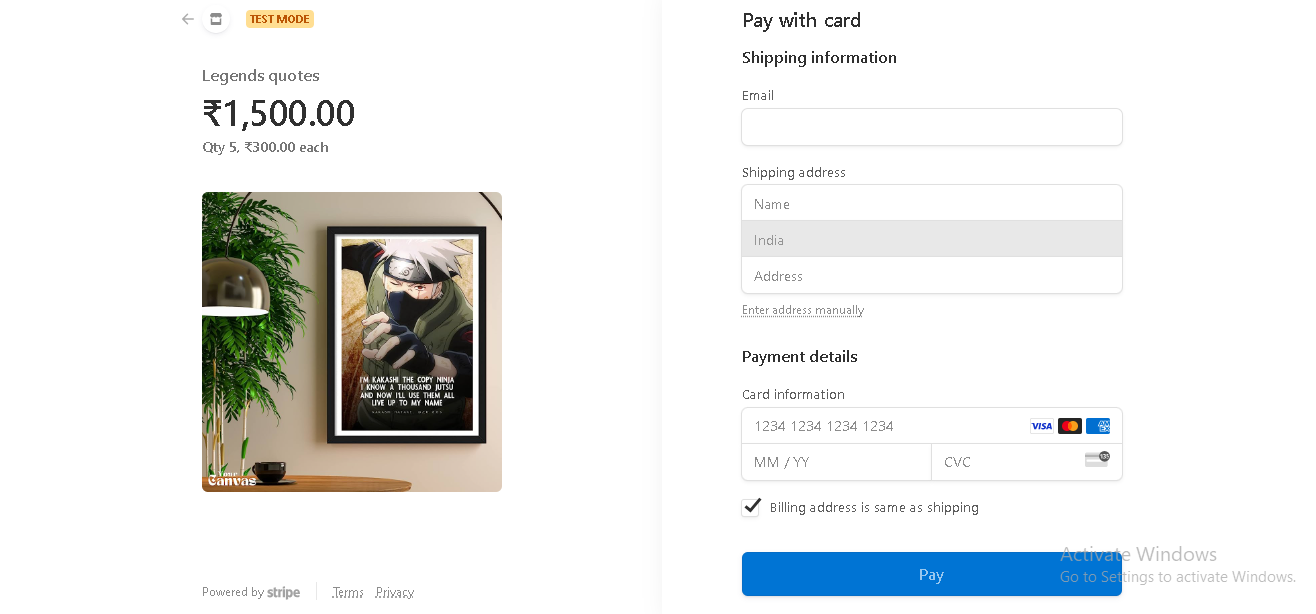 TEST MODE
Legends quotes
₹1,500.00
Qty 5, ₹300.00 each
I'M KAKASHI THE COPY NINJA
I KNOW A THOUSAND JUTSU
AND NOW I'LL USE THEM ALL
LIVE UP TO MY NAME
Your
Canvas
Powered by stripe
Terms Privacy
Pay with card
Shipping information
Email
Shipping address
Name
India
Address
Enter address manually
Payment details
Card information
1234 1234 1234 1234
VISA
MM / YY
CVC
135
Billing address is same as shipping
Pay
Activate Windows
Go to Settings to activate Windows.